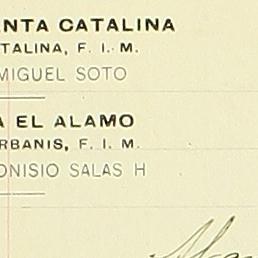 NTA CATALINA
TALINA, F. I. M.
MIGUEL SOTO
A EL ALAMO
RBANIS, F. I. M.
ONISIO SALAS H